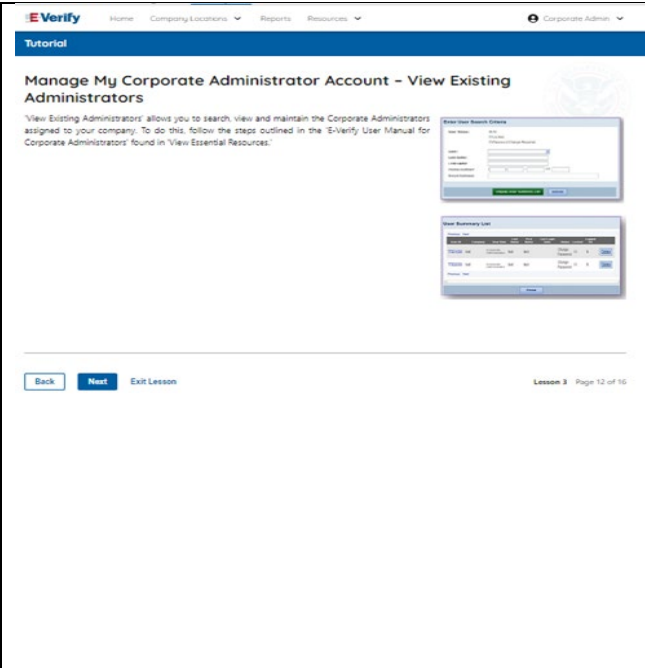 E-Verify Home Company Locations Reports Resources Corporate Admin
Tutorial
Manage My Corporate Administrator Account – View Existing
Administrators
'View Existing Administrators' allows you to search, view and maintain the Corporate Administrators
assigned to your company. To do this, follow the steps outlined in the 'E-Verify User Manual for
Corporate Administrators' found in 'View Essential Resources.'
Enter User Search Criteria
User Summary List
Back Next Exit Lesson Lesson 3 Page 12 of 16